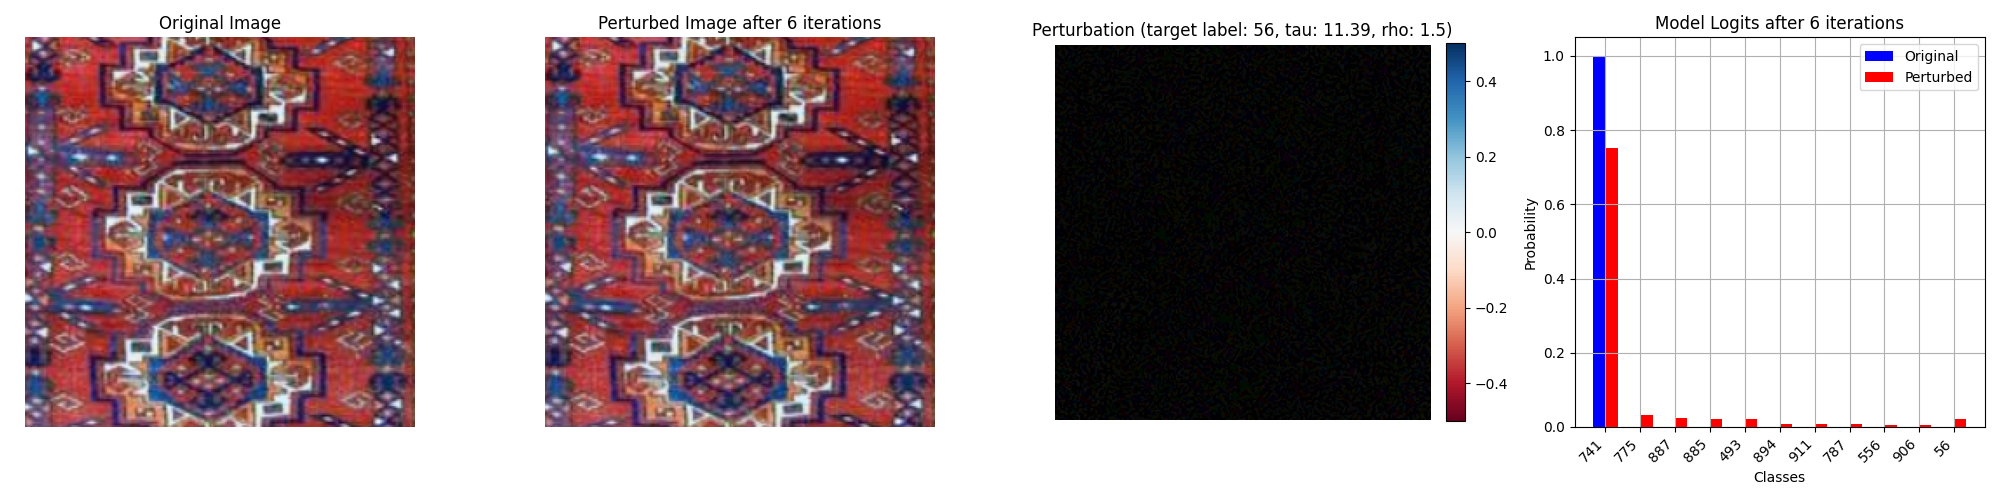 Original Image
Perturbed Image after 6 iterations
Perturbation (target label: 56, tau: 11.39, rho: 1.5)
0.4
0.2
0.0
−0.2
−0.4
Model Logits after 6 iterations
Original
Perturbed
Probability
1.0
0.8
0.6
0.4
0.2
0.0
741
775
887
885
493
894
911
787
556
906
56
Classes